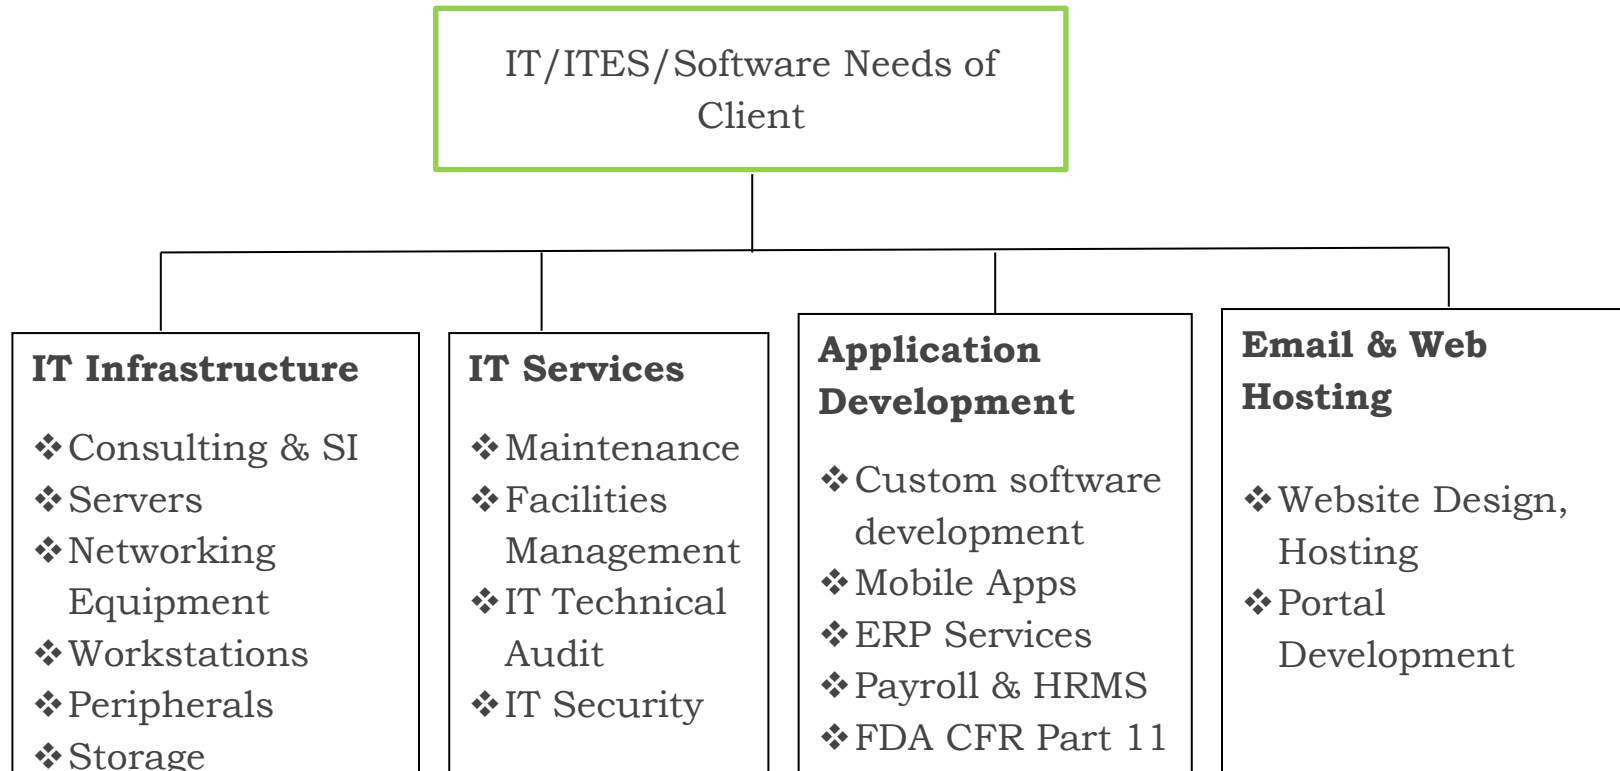 IT/ITES/Software Needs of
Client
IT Infrastructure
❖ Consulting & SI
❖ Servers
❖ Networking
Equipment
❖ Workstations
❖ Peripherals
❖ Storage
IT Services
❖ Maintenance
❖ Facilities
Management
❖ IT Technical
Audit
❖ IT Security
Application
Development
❖ Custom software
development
❖ Mobile Apps
❖ ERP Services
❖ Payroll & HRMS
❖ FDA CFR Part 11
Email & Web
Hosting
❖ Website Design,
Hosting
❖ Portal
Development